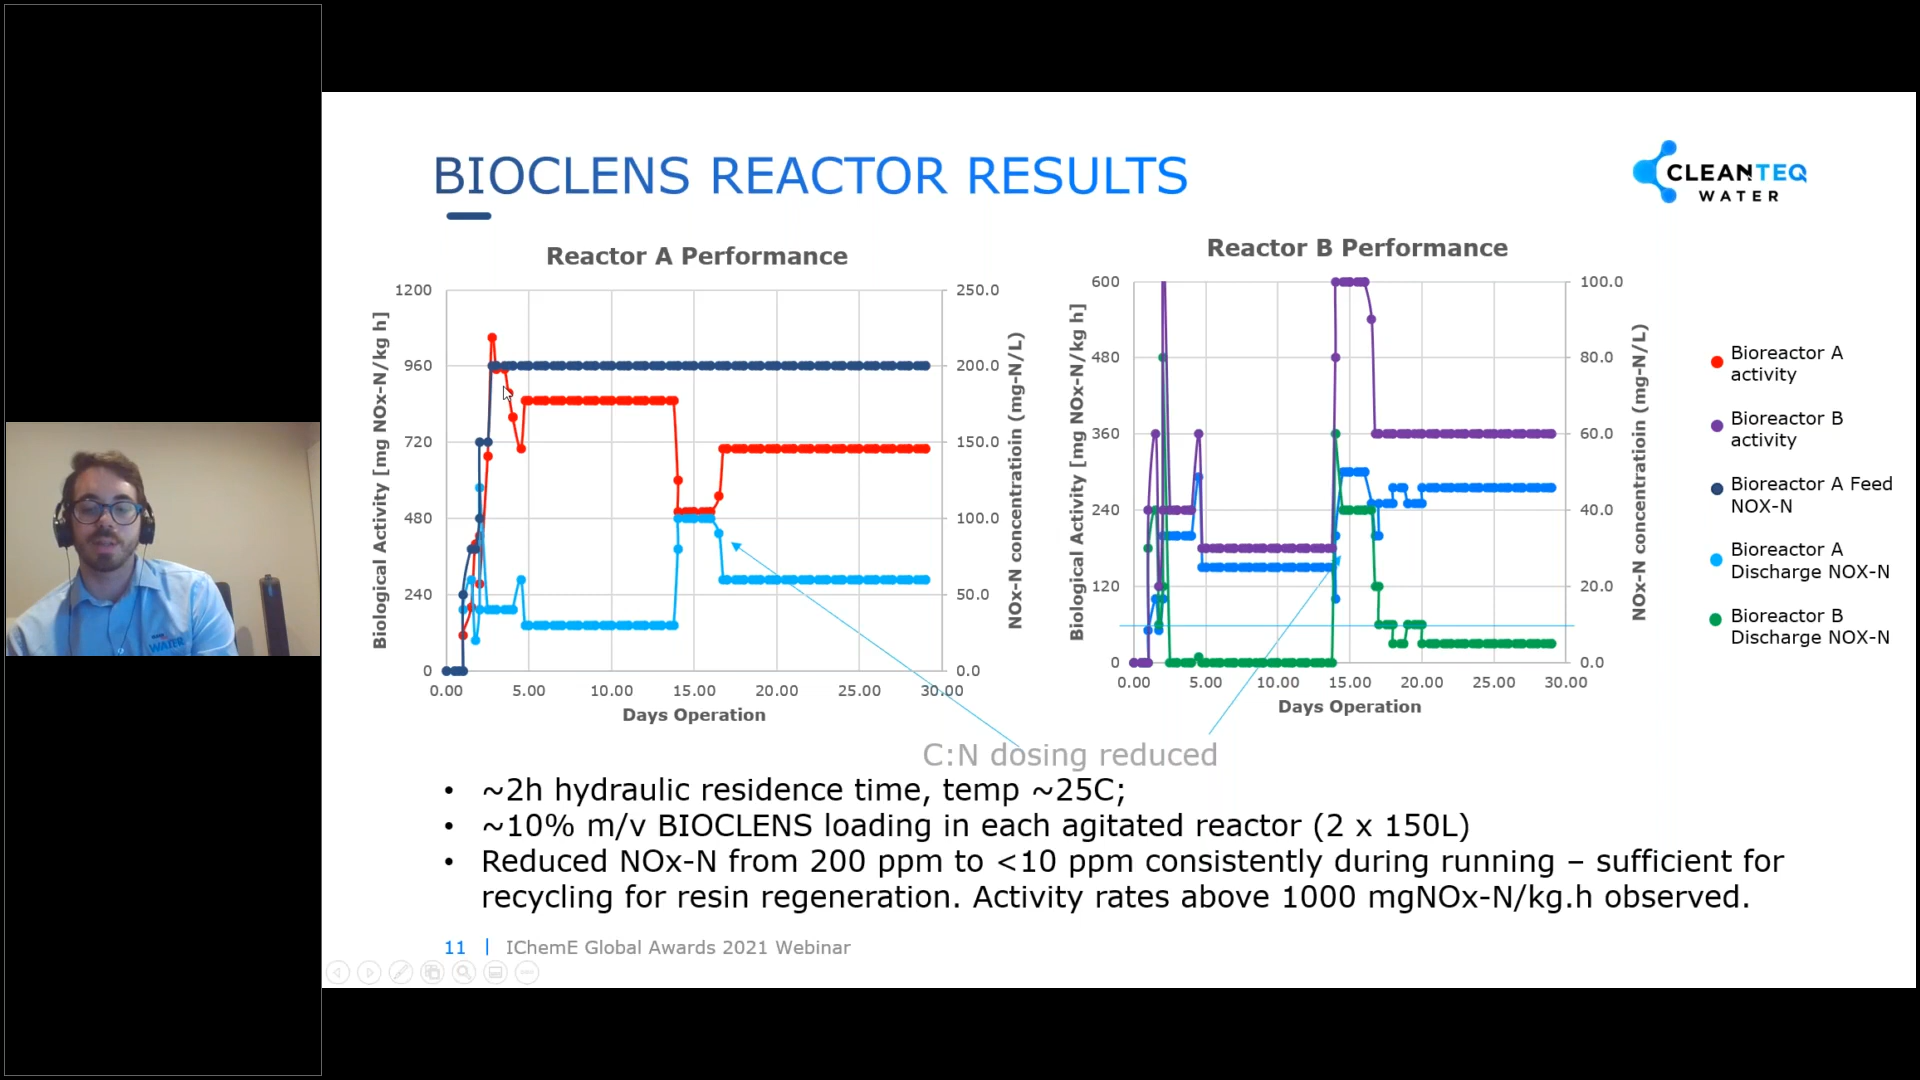 BIOCLENS REACTOR RESULTS
CLEANTEQ
WATER
Reactor A Performance
Biological Activity [mg NOx-N/kg h]
1200
960
720
480
240
0
250.0
200.0
150.0
100.0
50.0
0.0
NOx-N concentratioin (mg-N/L)
0.00 5.00 10.00 15.00 20.00 25.00 30.00
Days Operation
Reactor B Performance
Biological Activity [mg NOx-N/kg h]
600
480
360
240
120
0
100.0
80.0
60.0
40.0
20.0
0.0
NOx-N concentratioin (mg-N/L)
0.00 5.00 10.00 15.00 20.00 25.00 30.00
Days Operation
Bioreactor A
activity
Bioreactor B
activity
Bioreactor A Feed
NOX-N
Bioreactor A
Discharge NOX-N
Bioreactor B
Discharge NOX-N
C:N dosing reduced
• ~2h hydraulic residence time, temp ~25C;
• ~10% m/v BIOCLENS loading in each agitated reactor (2 x 150L)
• Reduced NOx-N from 200 ppm to <10 ppm consistently during running – sufficient for
recycling for resin regeneration. Activity rates above 1000 mgNOx-N/kg.h observed.
11 | IChemE Global Awards 2021 Webinar
WATER